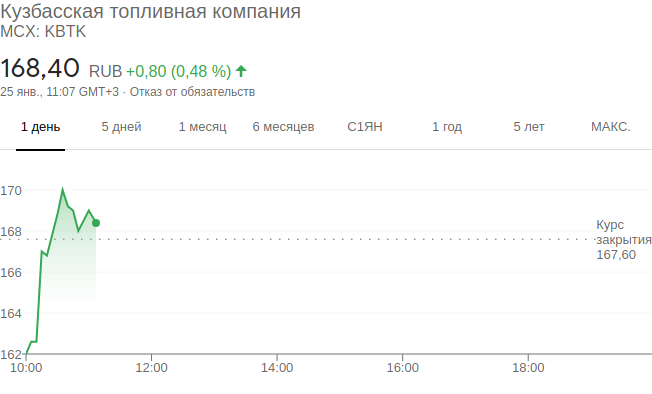 Кузбасская топливная компания
MCX: KBTK
168,40 RUB +0,80 (0,48 %)
25 янв., 11:07 GMT+3 · Отказ от обязательств
1 день 5 дней 1 месяц 6 месяцев С1ЯН 1 год 5 лет МАКС.
170
168
166
164
162
Курс
закрытия
167,60
10:00 12:00 14:00 16:00 18:00